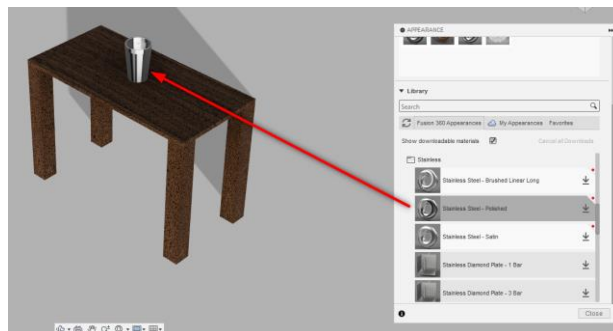 APPEARANCE
Library
Search
Fusion 360 Appearances My Appearances Favorites
Show downloadable materials Cancel all Downloads
Stainless
Stainless Steel - Brushed Linear Long
Stainless Steel - Polished
Stainless Steel - Satin
Stainless Diamond Plate - 1 Bar
Stainless Diamond Plate - 3 Bar
Close